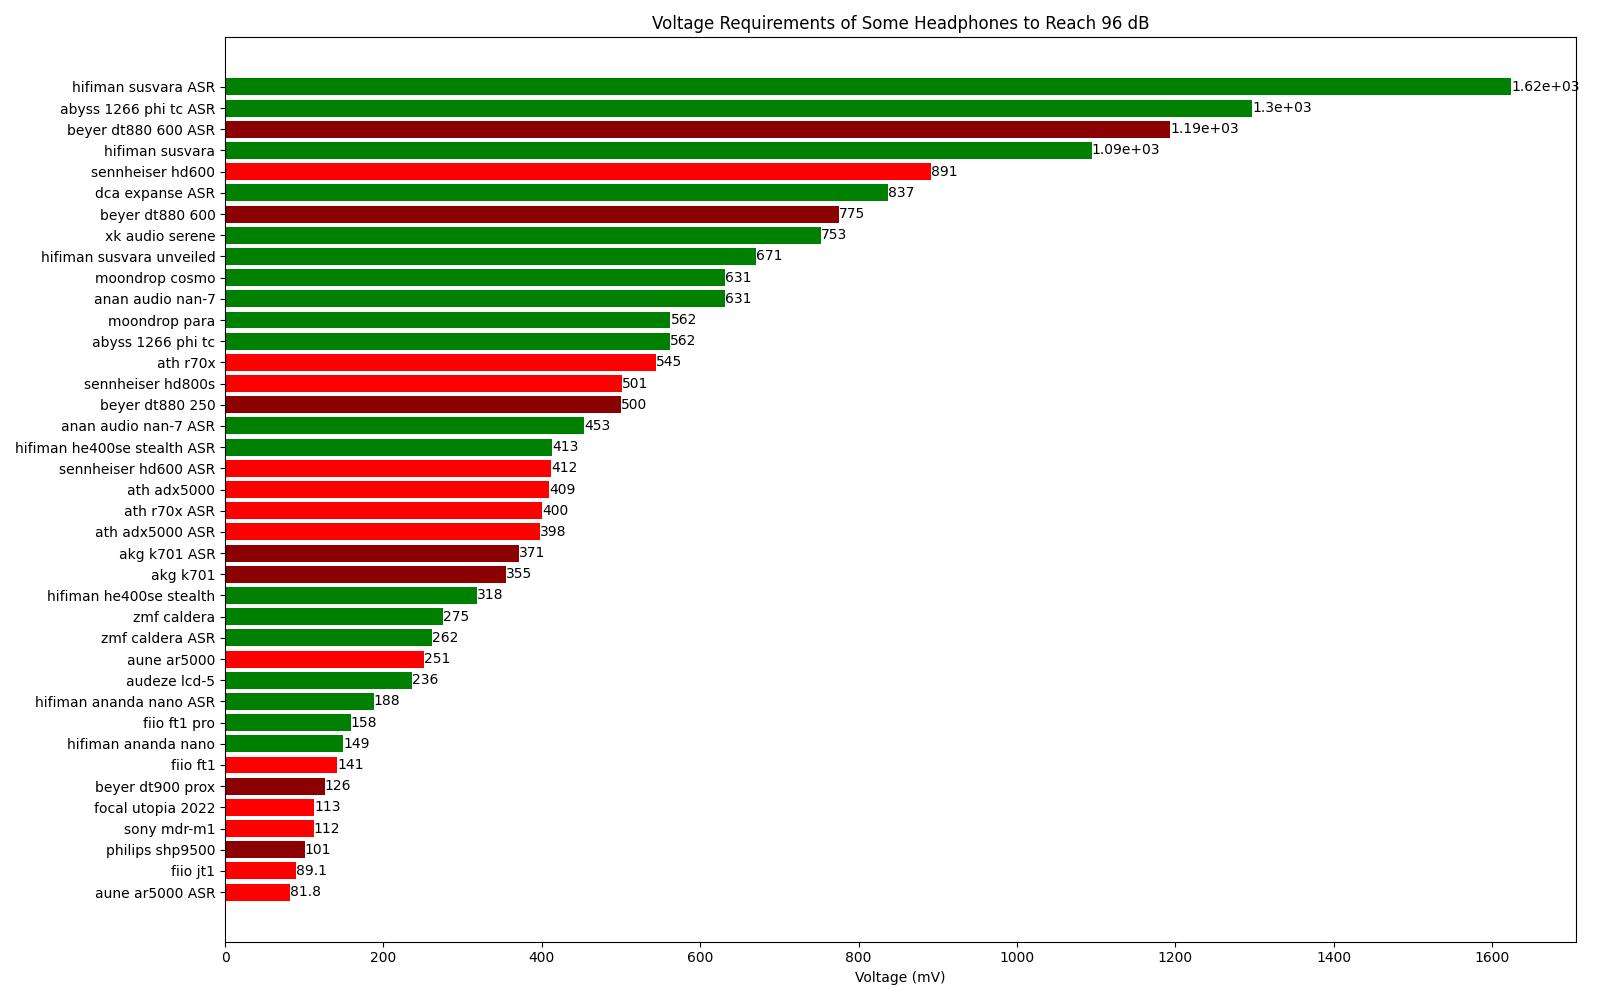 Voltage Requirements of Some Headphones to Reach 96 dB
hifiman susvara ASR 1.62e+03
abyss 1266 phi tc ASR 1.3e+03
beyer dt880 600 ASR 1.19e+03
hifiman susvara 1.09e+03
sennheiser hd600 891
dca expanse ASR 837
beyer dt880 600 775
xk audio serene 753
hifiman susvara unveiled 671
moondrop cosmo 631
anan audio nan-7 631
moondrop para 562
abyss 1266 phi tc 562
ath r70x 545
sennheiser hd800s 501
beyer dt880 250 500
anan audio nan-7 ASR 453
hifiman he400se stealth ASR 413
sennheiser hd600 ASR 412
ath adx5000 409
ath r70x ASR 400
ath adx5000 ASR 398
akg k701 ASR 371
akg k701 355
hifiman he400se stealth 318
zmf caldera 275
zmf caldera ASR 262
aune ar5000 251
audeze lcd-5 236
hifiman ananda nano ASR 188
fiio ft1 pro 158
hifiman ananda nano 149
fiio ft1 141
beyer dt900 prox 126
focal utopia 2022 113
sony mdr-m1 112
philips shp9500 101
fiio jt1 89.1
aune ar5000 ASR 81.8
0 200 400 600 800 1000 1200 1400 1600
Voltage (mV)